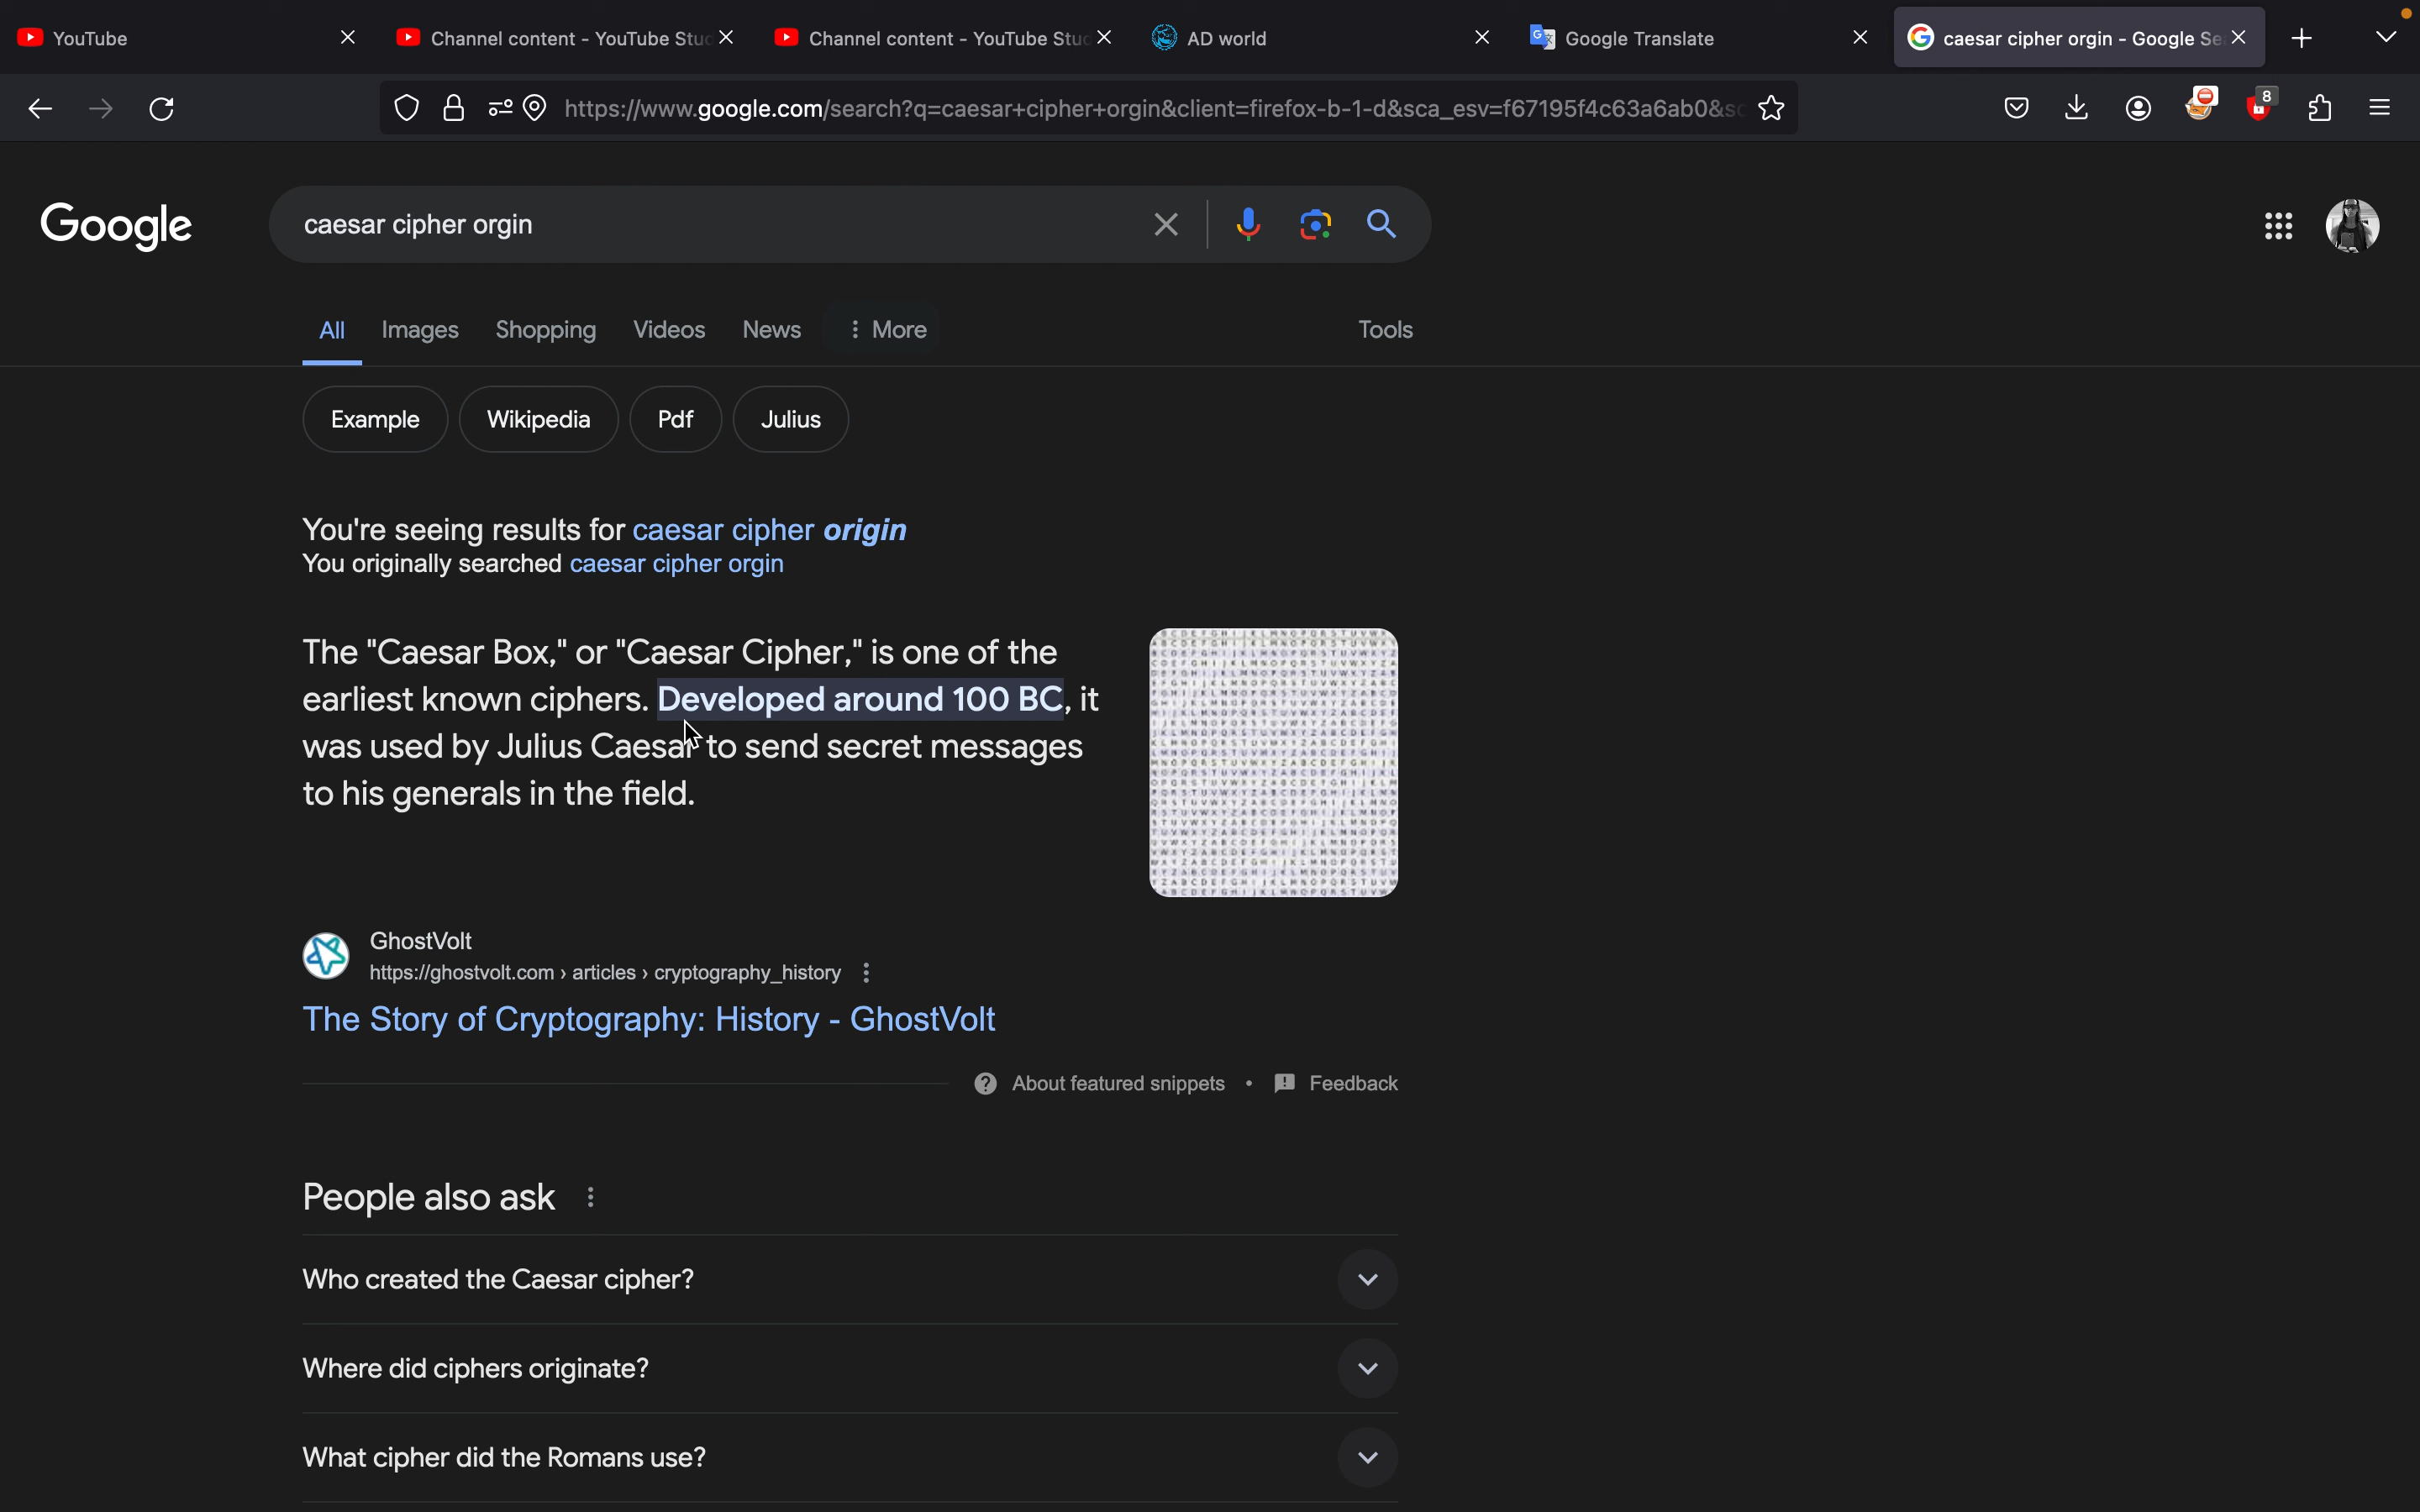 YouTube
Channel content - YouTube Stu
Channel content - YouTube Stu
AD world
Google Translate
caesar cipher orgin - Google Se
https://www.google.com/search?q=caesar+cipher+orgin&client=firefox-b-1-d&sca_esv=f67195f4c63a6ab0&s
8
Google
caesar cipher orgin
All
Images
Shopping
Videos
News
More
Tools
Example
Wikipedia
Pdf
Julius
You're seeing results for caesar cipher origin
You originally searched caesar cipher orgin
The "Caesar Box," or "Caesar Cipher," is one of the
earliest known ciphers. Developed around 100 BC, it
was used by Julius Caesar to send secret messages
to his generals in the field.
GhostVolt
https://ghostvolt.com › articles › cryptography_history
The Story of Cryptography: History - GhostVolt
About featured snippets • Feedback
People also ask
Who created the Caesar cipher?
Where did ciphers originate?
What cipher did the Romans use?